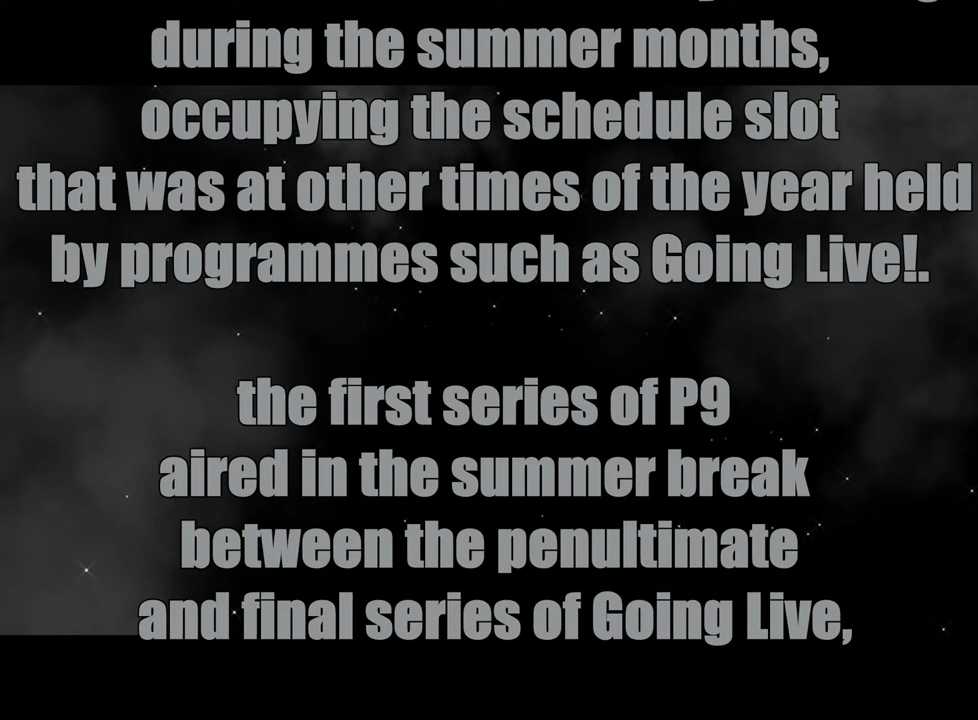 during the summer months,
occupying the schedule slot
that was at other times of the year held
by programmes such as Going Live!.
the first series of P9
aired in the summer break
between the penultimate
and final series of Going Live,